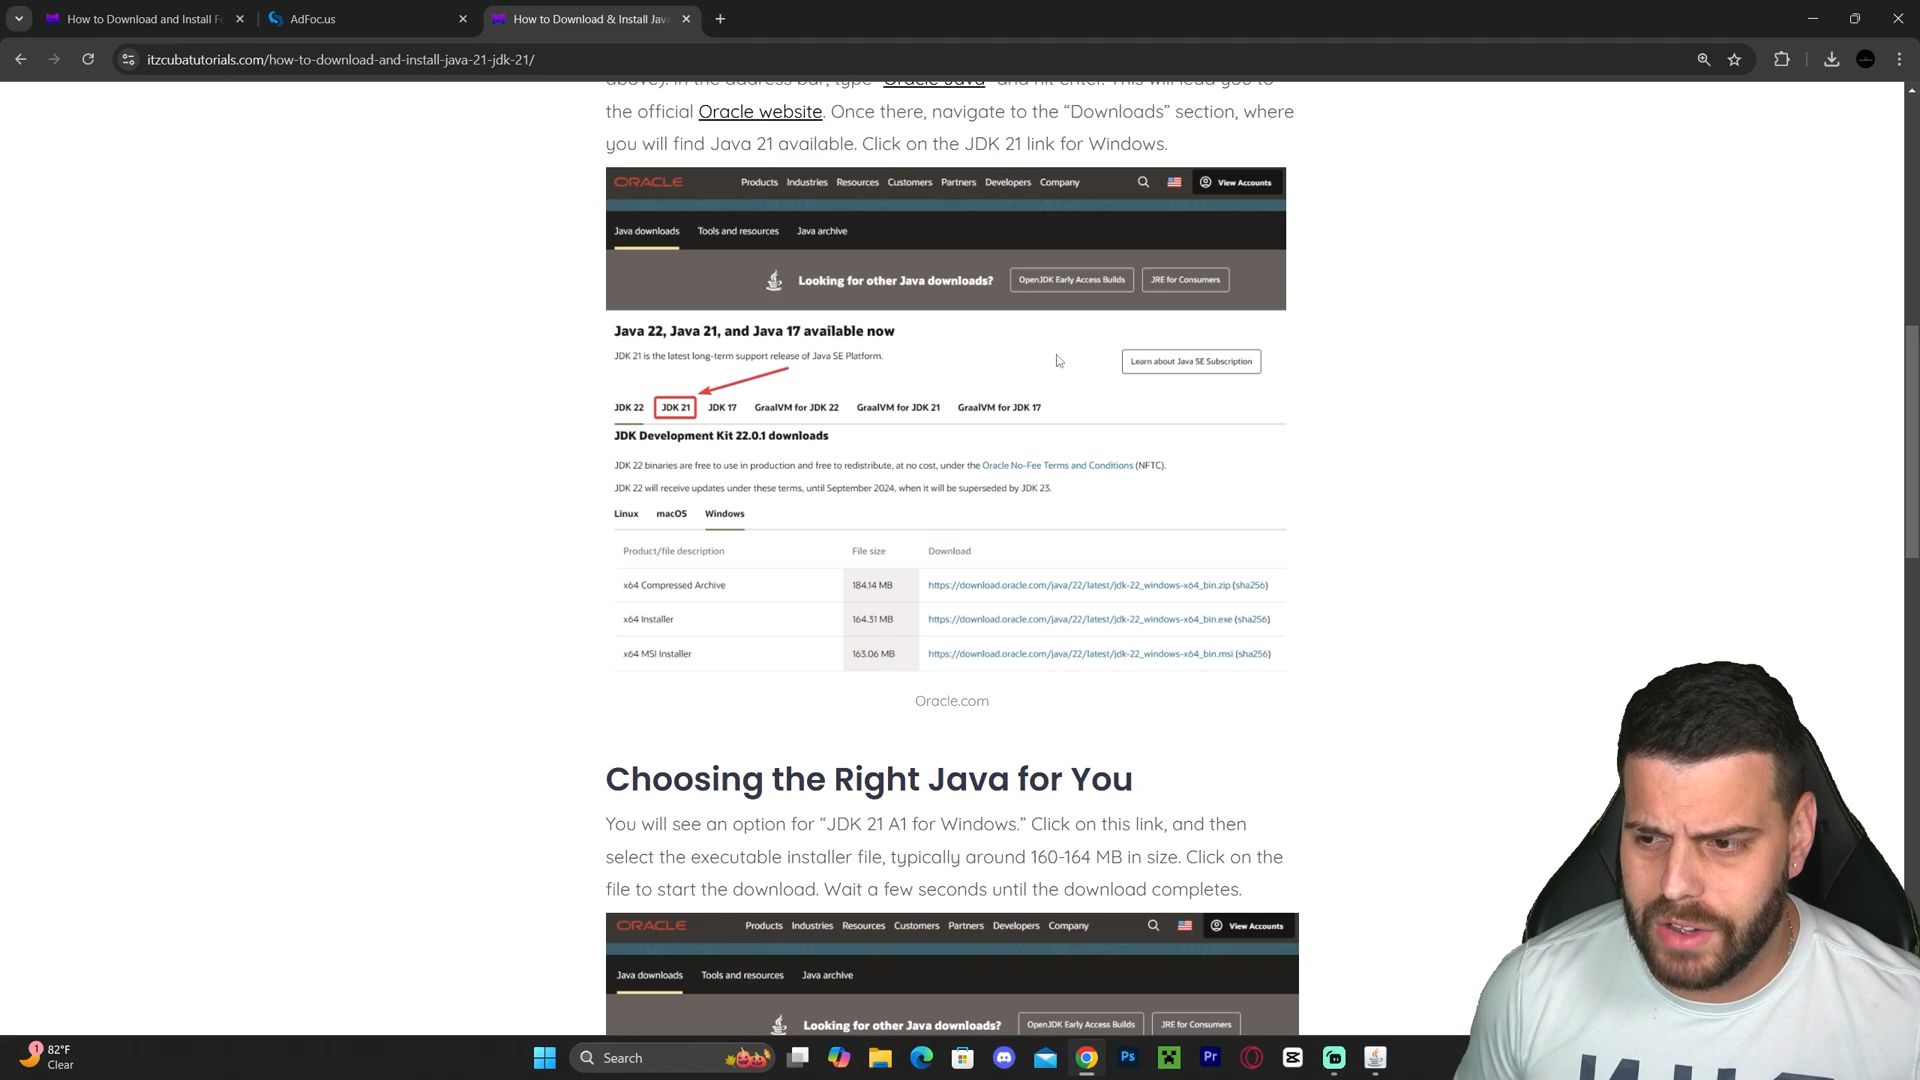 How to Download and Install Fo
AdFoc.us
How to Download & Install Java
itzcubatutorials.com/how-to-download-and-install-java-21-jdk-21/
above). In the address bar, type "Oracle Java" and hit enter. This will lead you to
the official Oracle website. Once there, navigate to the “Downloads” section, where
you will find Java 21 available. Click on the JDK 21 link for Windows.
ORACLE Products Industries Resources Customers Partners Developers Company View Accounts
Java downloads Tools and resources Java archive
Looking for other Java downloads? OpenJDK Early Access Builds JRE for Consumers
Java 22, Java 21, and Java 17 available now
JDK 21 is the latest long-term support release of Java SE Platform.
Learn about Java SE Subscription
JDK 22 JDK 21 JDK 17 GraalVM for JDK 22 GraalVM for JDK 21 GraalVM for JDK 17
JDK Development Kit 22.0.1 downloads
JDK 22 binaries are free to use in production and free to redistribute, at no cost, under the Oracle No-Fee Terms and Conditions (NFTC).
JDK 22 will receive updates under these terms, until September 2024, when it will be superseded by JDK 23.
Linux macOS Windows
Product/file description File size Download
x64 Compressed Archive 184.14 MB https://download.oracle.com/java/22/latest/jdk-22_windows-x64_bin.zip (sha256)
x64 Installer 164.31 MB https://download.oracle.com/java/22/latest/jdk-22_windows-x64_bin.exe (sha256)
x64 MSI Installer 163.06 MB https://download.oracle.com/java/22/latest/jdk-22_windows-x64_bin.msi (sha256)
Oracle.com
Choosing the Right Java for You
You will see an option for “JDK 21 A1 for Windows.” Click on this link, and then
select the executable installer file, typically around 160-164 MB in size. Click on the
file to start the download. Wait a few seconds until the download completes.
ORACLE Products Industries Resources Customers Partners Developers Company View Accounts
Java downloads Tools and resources Java archive
Looking for other Java downloads? OpenJDK Early Access Builds JRE for Consumers
1
82°F
Clear
Search
Ps
Pr